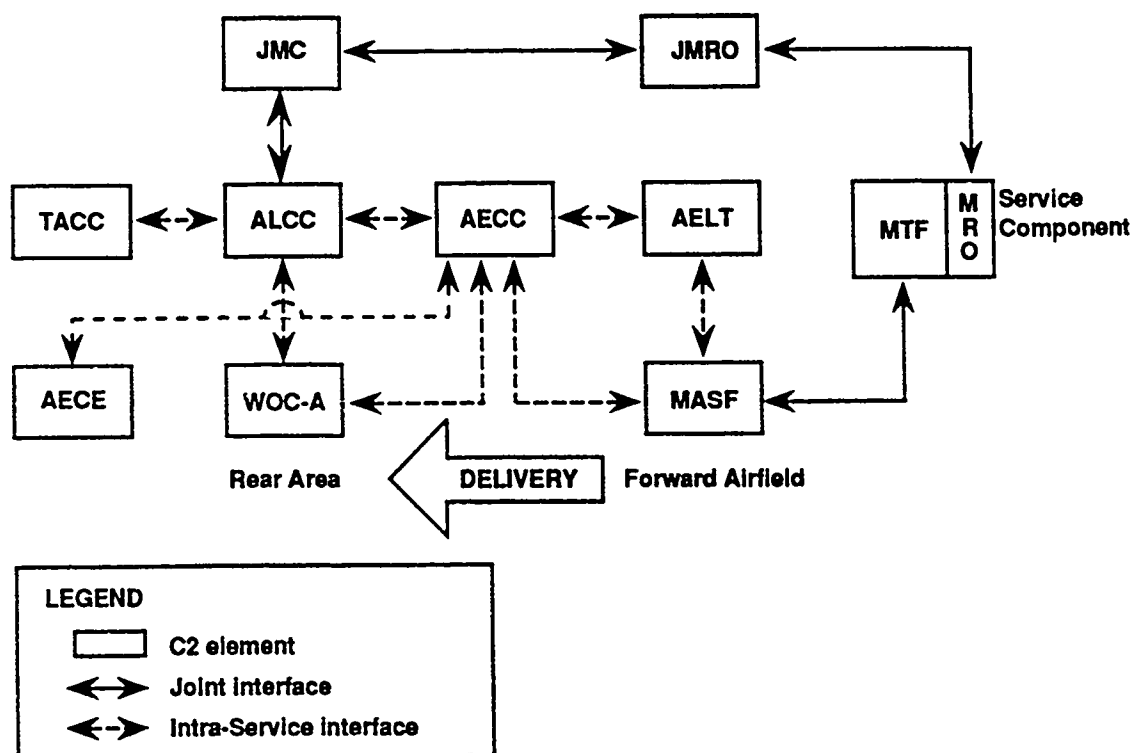 JMC
JMRO
TACC
ALCC
AECC
AELT
MTF
M
R
O
Service
Component
AECE
WOC-A
MASF
Rear Area
DELIVERY
Forward Airfield
LEGEND
C2 element
Joint interface
Intra-Service interface